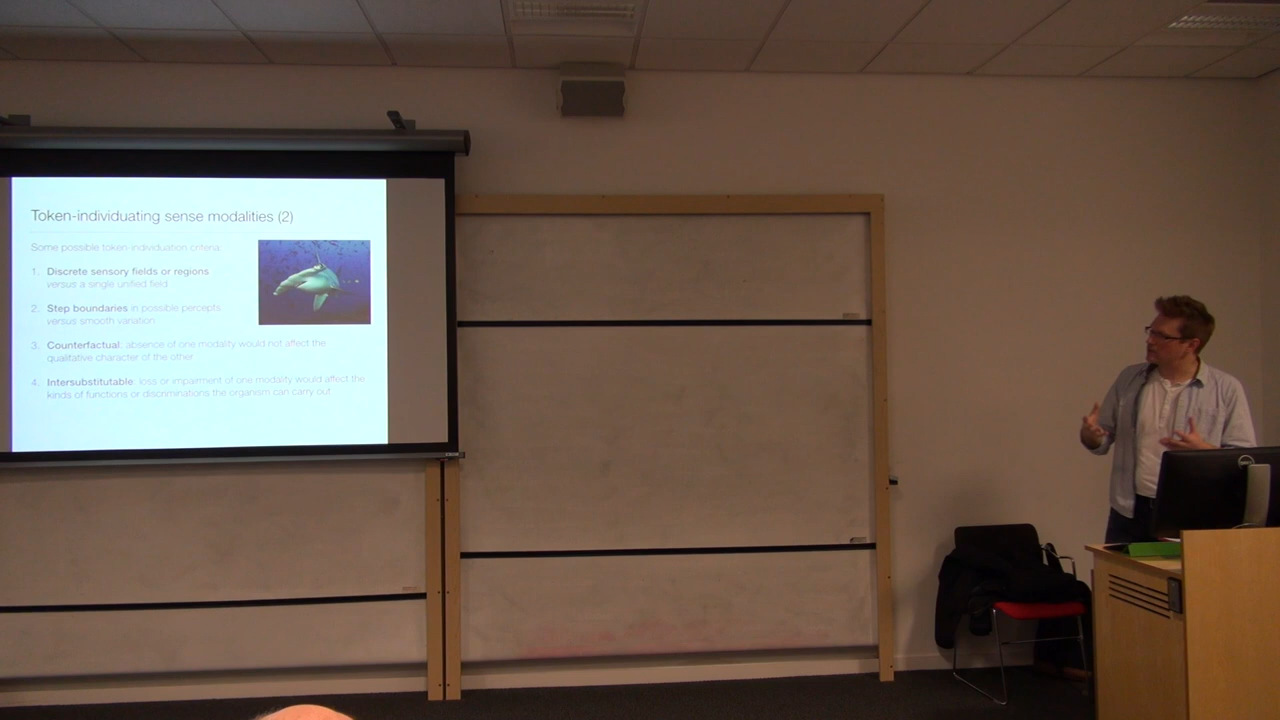 Token-individuating sense modalities (2)
Some possible token-individuation criteria:
1. Discrete sensory fields or regions
versus a single unified field
2. Step boundaries in possible percepts
versus smooth variation
3. Counterfactual: absence of one modality would not affect the
qualitative character of the other
4. Intersubstitutable: loss or impairment of one modality would affect the
kinds of functions or discriminations the organism can carry out